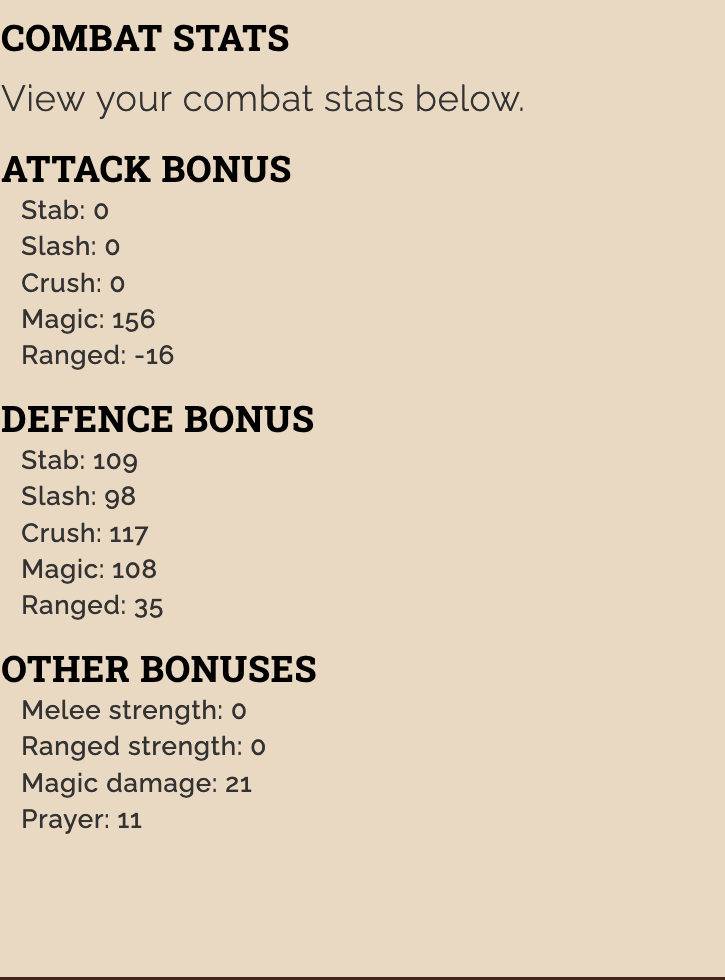 COMBAT STATS
View your combat stats below.
ATTACK BONUS
Stab: 0
Slash: 0
Crush: 0
Magic: 156
Ranged: -16
DEFENCE BONUS
Stab: 109
Slash: 98
Crush: 117
Magic: 108
Ranged: 35
OTHER BONUSES
Melee strength: 0
Ranged strength: 0
Magic damage: 21
Prayer: 11